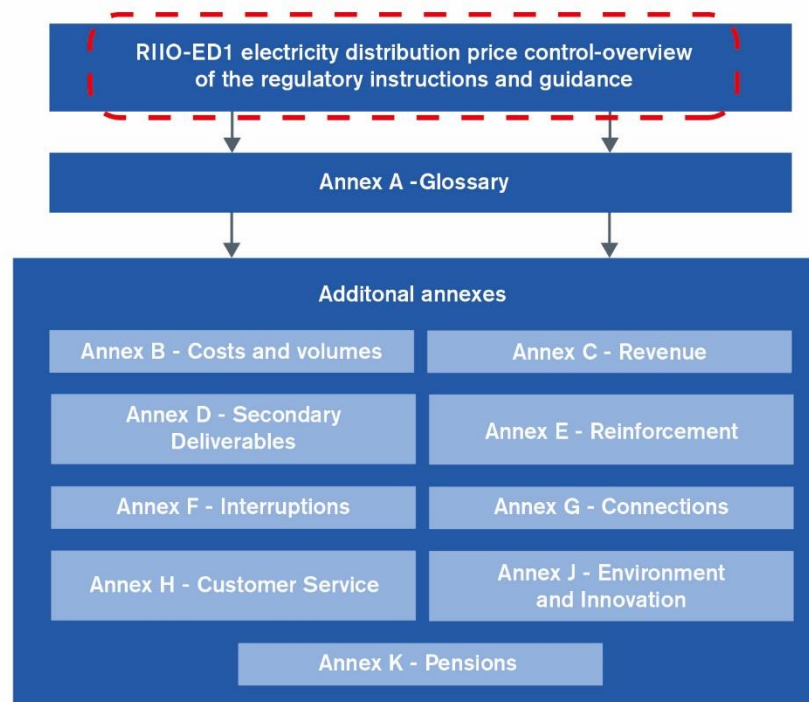 RIIO-ED1 electricity distribution price control-overview
of the regulatory instructions and guidance
Annex A -Glossary
Additonal annexes
Annex B - Costs and volumes
Annex C - Revenue
Annex D - Secondary
Deliverables
Annex E - Reinforcement
Annex F - Interruptions
Annex G - Connections
Annex H - Customer Service
Annex J - Environment
and Innovation
Annex K - Pensions